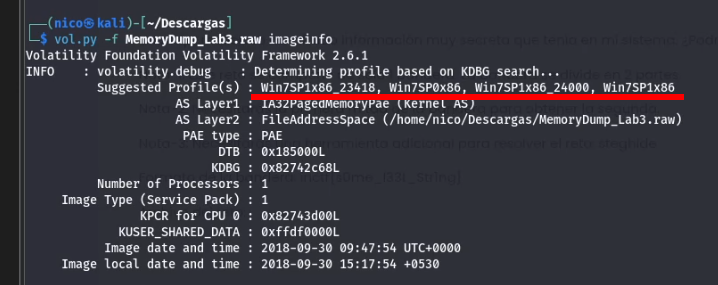 ┌──(nico㉿kali)-[~/Descargas]
└─$ vol.py -f MemoryDump_Lab3.raw imageinfo
Volatility Foundation Volatility Framework 2.6.1
INFO    : volatility.debug    : Determining profile based on KDBG search...
Suggested Profile(s) : Win7SP1x86_23418, Win7SP0x86, Win7SP1x86_24000, Win7SP1x86
AS Layer1 : IA32PagedMemoryPae (Kernel AS)
AS Layer2 : FileAddressSpace (/home/nico/Descargas/MemoryDump_Lab3.raw)
PAE type : PAE
DTB : 0x185000L
KDBG : 0x82742c68L
Number of Processors : 1
Image Type (Service Pack) : 1
KPCR for CPU 0 : 0x82743d00L
KUSER_SHARED_DATA : 0xffdf0000L
Image date and time : 2018-09-30 09:47:54 UTC+0000
Image local date and time : 2018-09-30 15:17:54 +0530